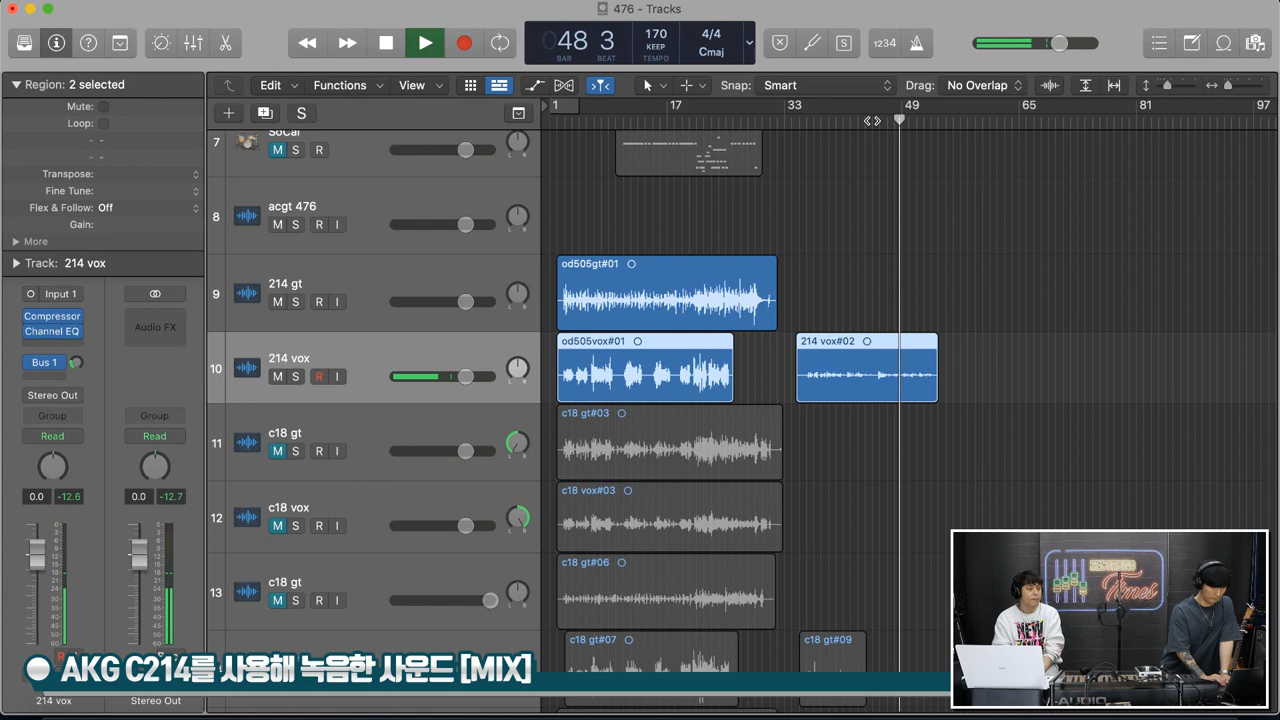 476 - Tracks
048 3
BAR BEAT
170
KEEP
TEMPO
4/4
Cmaj
1234
Region: 2 selected
Mute:
Loop:
Transpose:
Fine Tune:
Flex & Follow: Off
Gain:
More
Track: 214 vox
Input 1
Compressor
Channel EQ
Audio FX
Bus 1
Stereo Out
Group
Group
Read
Read
0.0 -12.6
0.0 -12.7
Edit
Functions
View
Snap: Smart
Drag: No Overlap
1 17 33 49 65 81 97
S
7
SoCal
M S R
L R
8
acgt 476
M S R I
L R
9
214 gt
M S R I
L R
od505gt#01
10
214 vox
M S R I
L R
od505vox#01
214 vox#02
11
c18 gt
M S R I
L R
c18 gt#03
12
c18 vox
M S R I
L R
c18 vox#03
13
c18 gt
M S R I
L R
c18 gt#06
c18 gt#07
c18 gt#09
RECORDING
Times
M-AUDIO
AKG C214를 사용해 녹음한 사운드 [MIX]
214 vox
Stereo Out